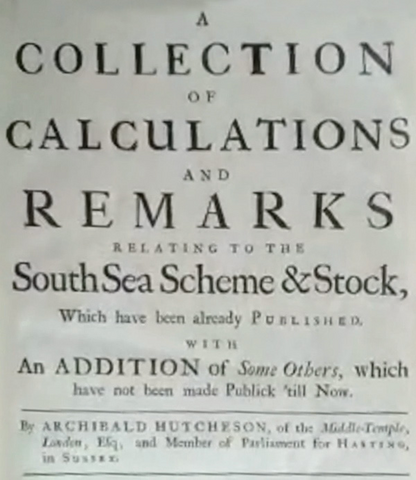 A
COLLECTION
OF
CALCULATIONS
AND
REMARKS
RELATING TO THE
South Sea Scheme & Stock,
Which have been already PUBLISHED.
WITH
An ADDITION of Some Others, which
have not been made Publick 'till Now.
By ARCHIBALD HUTCHESON, of the Middle-Temple,
London, Esq, and Member of Parliament for HASTING,
in SUSSEX.